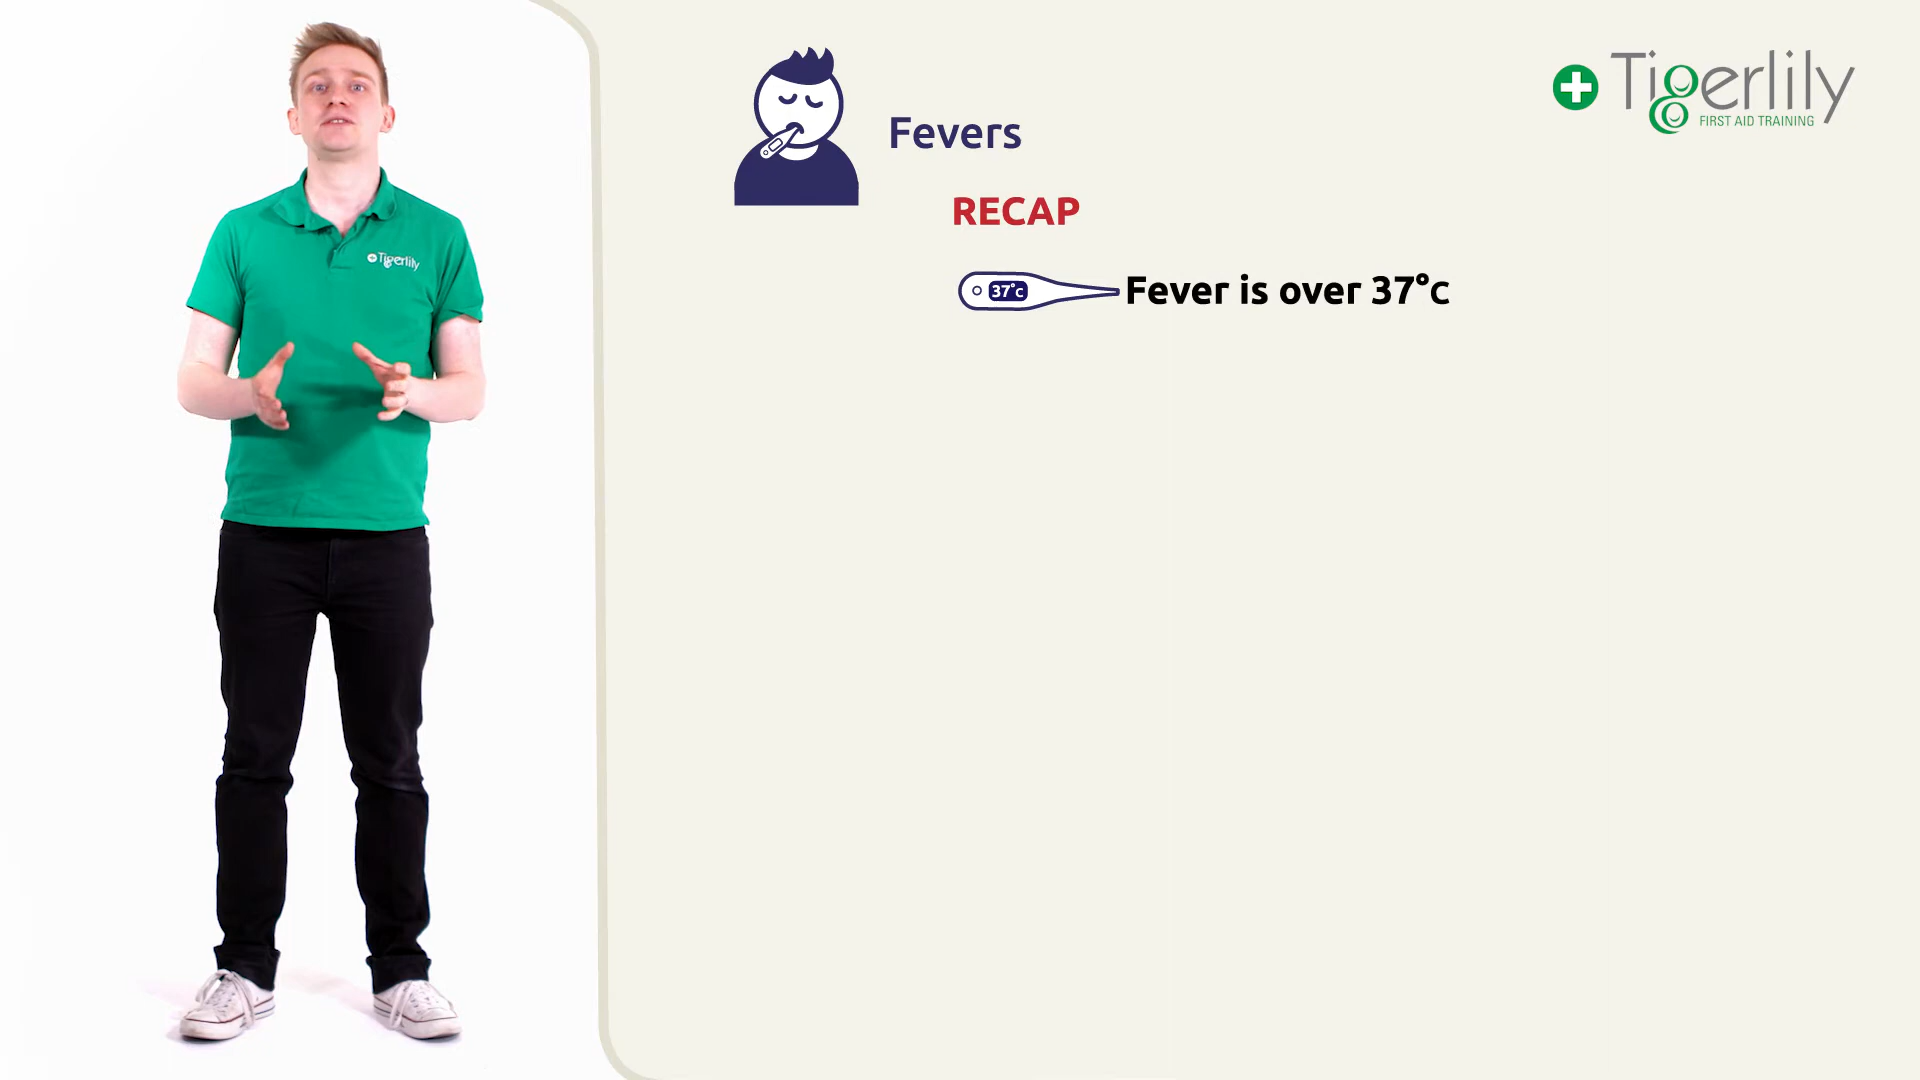 Tigerlily
FIRST AID TRAINING
Fevers
RECAP
37°c
Fever is over 37°c
Tigerlily